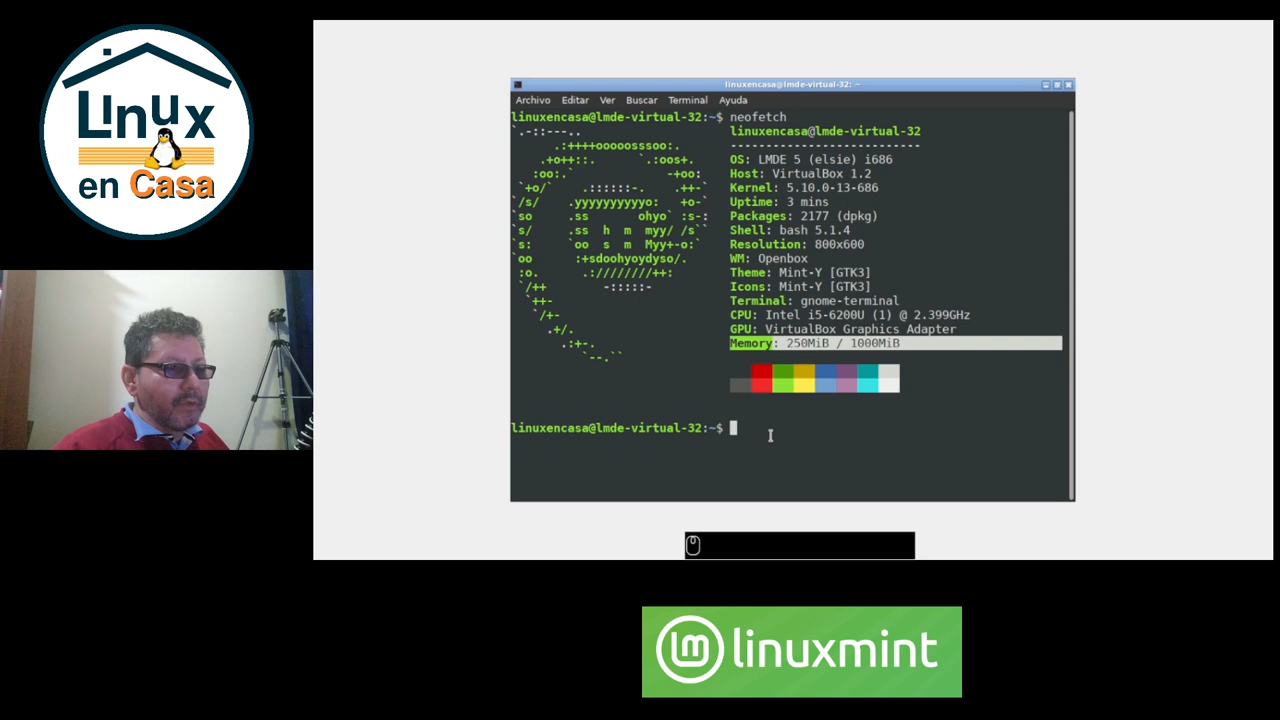 Linux
en Casa
linuxencasa@lmde-virtual-32: ~
Archivo Editar Ver Buscar Terminal Ayuda
linuxencasa@lmde-virtual-32:~$ neofetch
linuxencasa@lmde-virtual-32
---------------------------
OS: LMDE 5 (elsie) i686
Host: VirtualBox 1.2
Kernel: 5.10.0-13-686
Uptime: 3 mins
Packages: 2177 (dpkg)
Shell: bash 5.1.4
Resolution: 800x600
WM: Openbox
Theme: Mint-Y [GTK3]
Icons: Mint-Y [GTK3]
Terminal: gnome-terminal
CPU: Intel i5-6200U (1) @ 2.399GHz
GPU: VirtualBox Graphics Adapter
Memory: 250MiB / 1000MiB
linuxencasa@lmde-virtual-32:~$
lm linuxmint